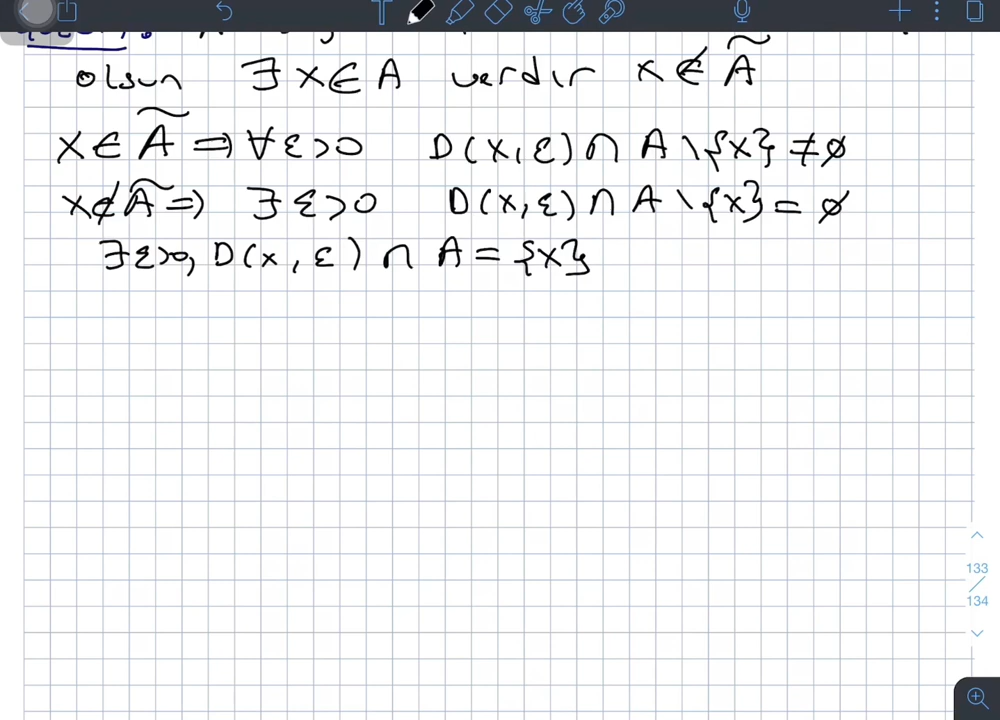 olsun ∃ x∈A vardır x∉Ã
x∈Ã ⇒ ∀ε>0 D(x,ε)∩A\{x}≠∅
x∉Ã ⇒ ∃ε>0 D(x,ε)∩A\{x}=∅
∃ε>0, D(x,ε)∩A={x}
133
134